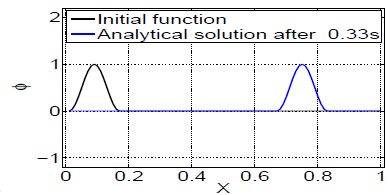 2
Initial function
Analytical solution after 0.33s
1
ϕ
0
−1
0 0.2 0.4 0.6 0.8 1
X